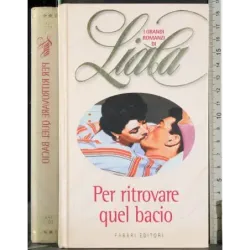 I GRANDI
ROMANZI
DI
Liala
Per ritrovare
quel bacio
FABBRI EDITORI
PER RITROVARE QUEL BACIO